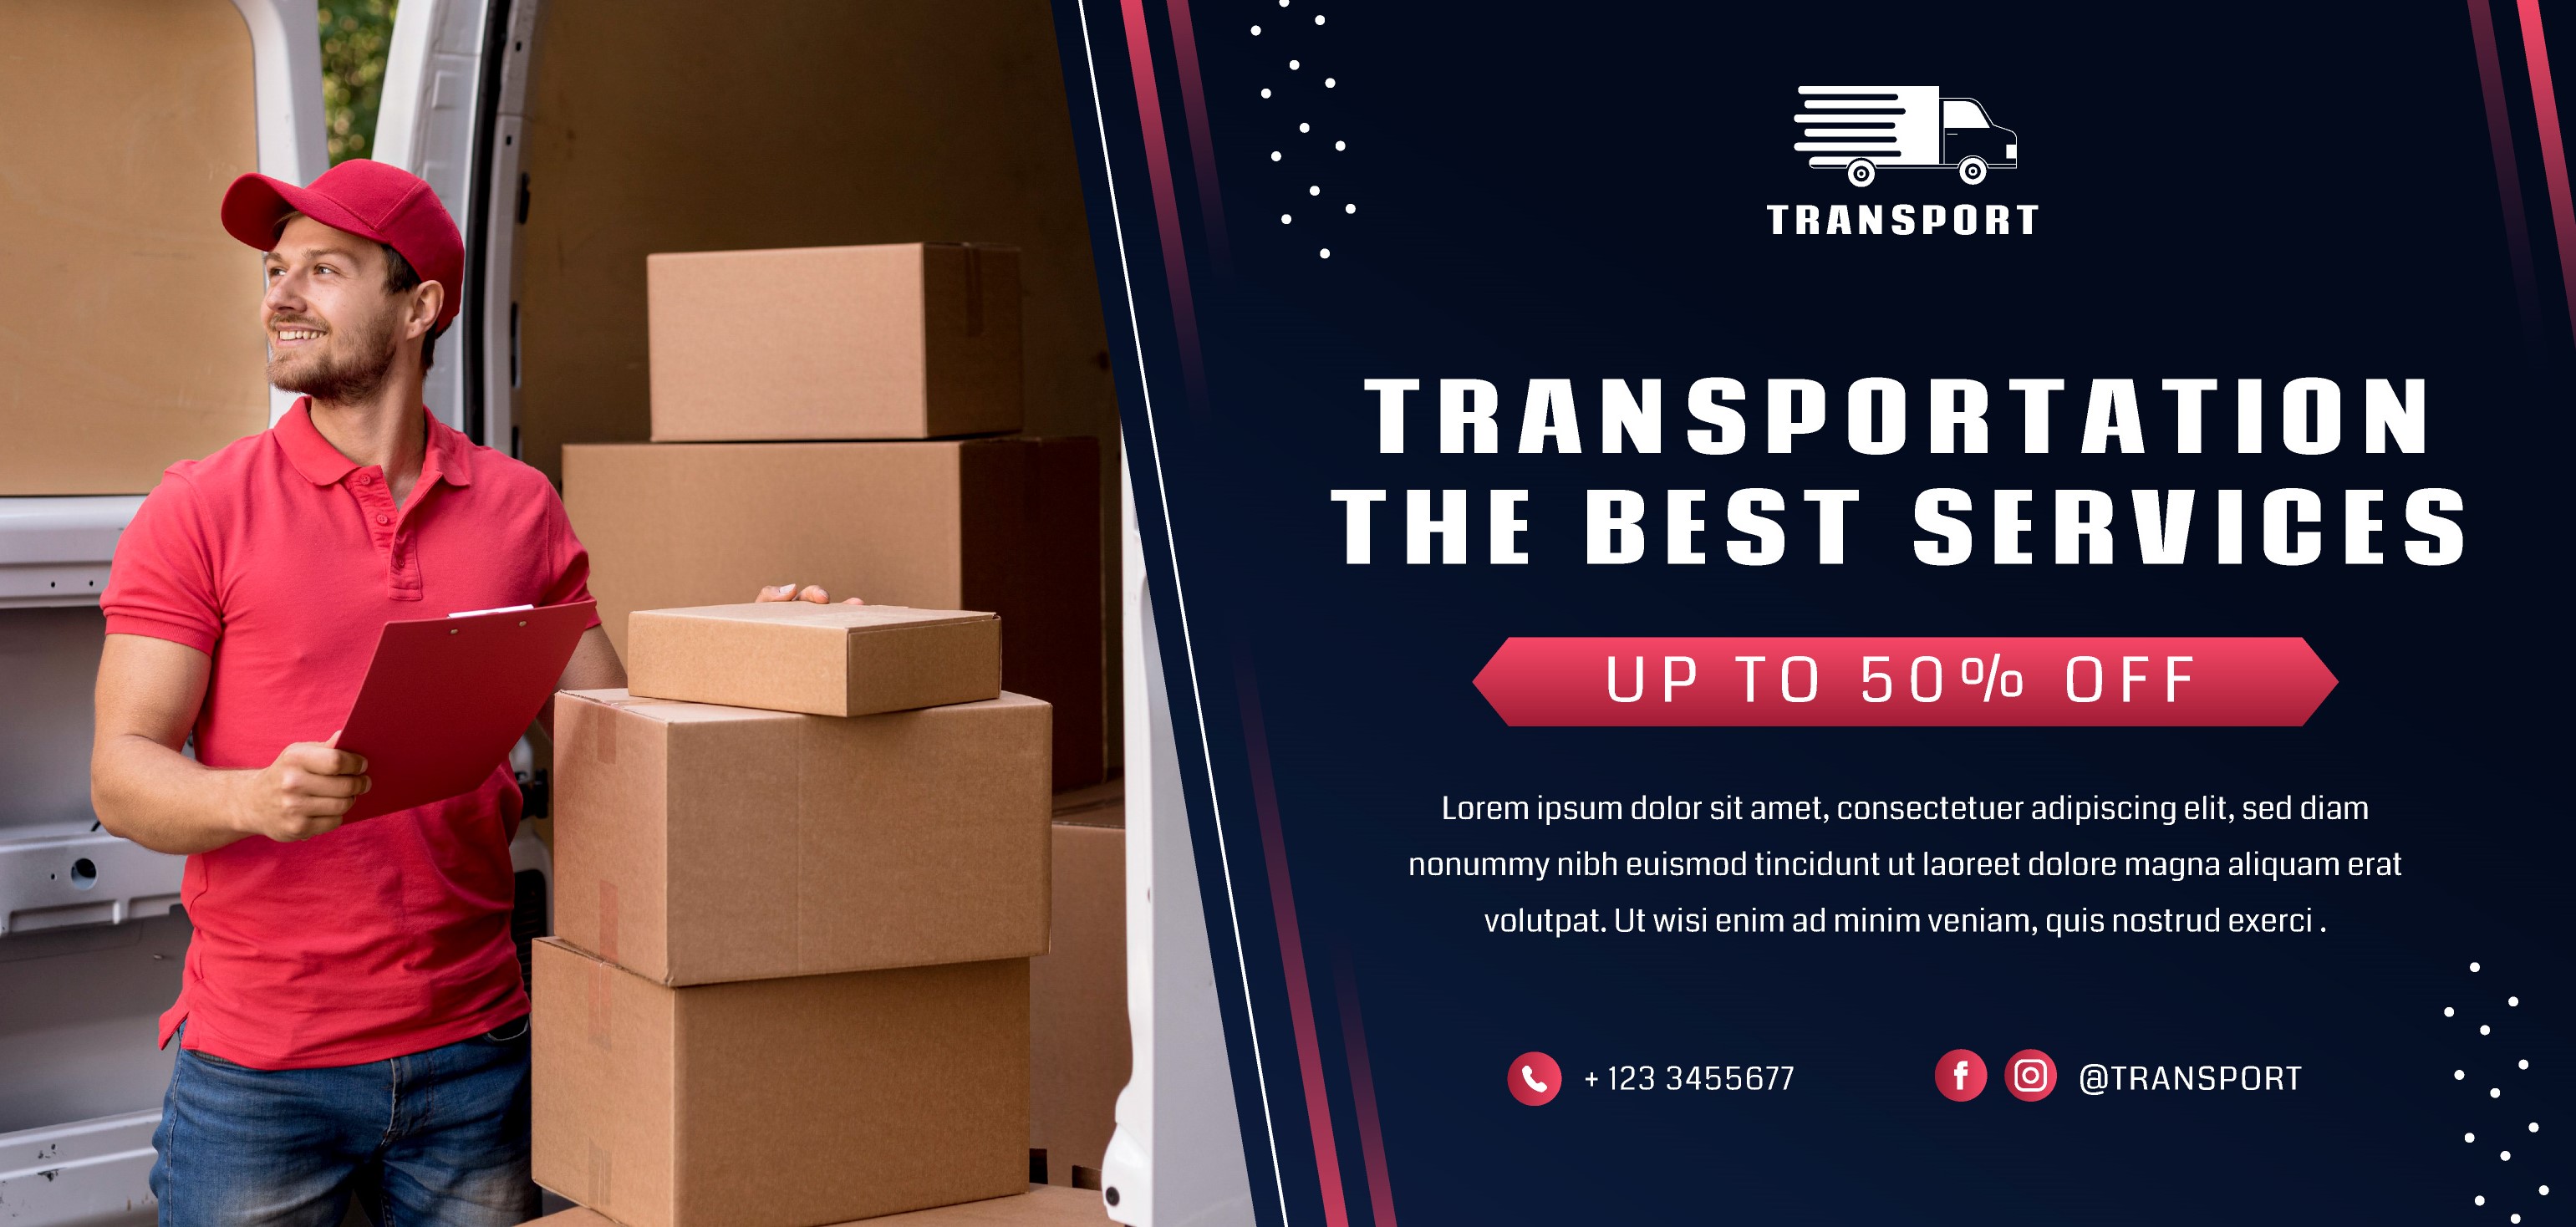 TRANSPORT
TRANSPORTATION
THE BEST SERVICES
UP TO 50% OFF
Lorem ipsum dolor sit amet, consectetuer adipiscing elit, sed diam
nonummy nibh euismod tincidunt ut laoreet dolore magna aliquam erat
volutpat. Ut wisi enim ad minim veniam, quis nostrud exerci .
+ 123 3455677
@TRANSPORT